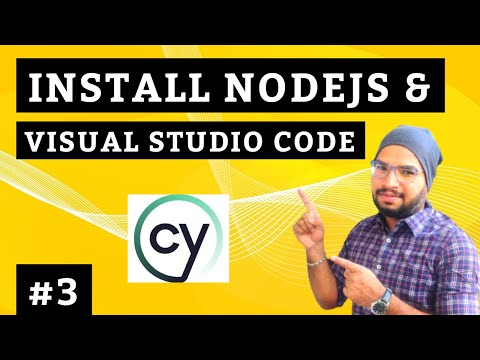 INSTALL NODEJS &
VISUAL STUDIO CODE
cy
#3